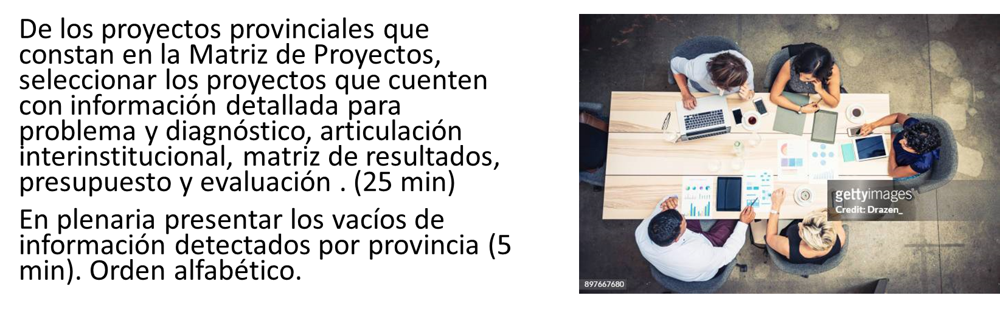 De los proyectos provinciales que
constan en la Matriz de Proyectos,
seleccionar los proyectos que cuenten
con información detallada para
problema y diagnóstico, articulación
interinstitucional, matriz de resultados,
presupuesto y evaluación . (25 min)
En plenaria presentar los vacíos de
información detectados por provincia (5
min). Orden alfabético.
gettyimages
Credit: Drazen_
897667680